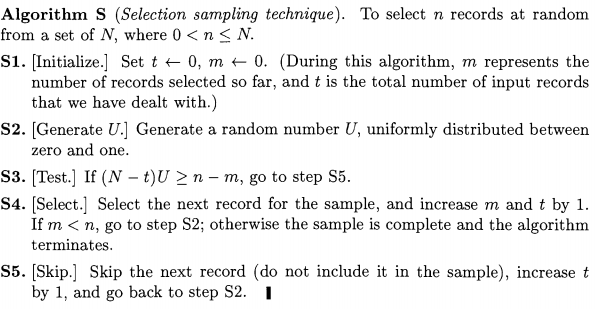 Algorithm S (Selection sampling technique). To select n records at random
from a set of N, where 0 < n ≤ N.
S1. [Initialize.] Set t ← 0, m ← 0. (During this algorithm, m represents the
number of records selected so far, and t is the total number of input records
that we have dealt with.)
S2. [Generate U.] Generate a random number U, uniformly distributed between
zero and one.
S3. [Test.] If (N − t)U ≥ n − m, go to step S5.
S4. [Select.] Select the next record for the sample, and increase m and t by 1.
If m < n, go to step S2; otherwise the sample is complete and the algorithm
terminates.
S5. [Skip.] Skip the next record (do not include it in the sample), increase t
by 1, and go back to step S2. ▌